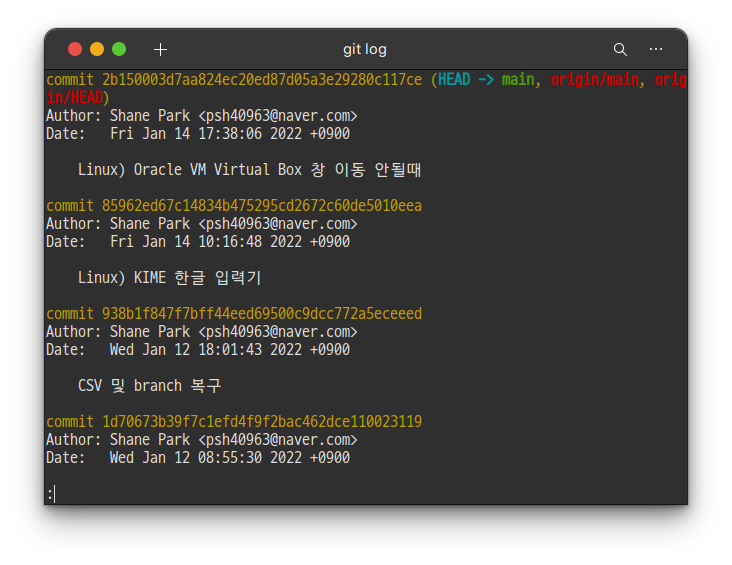 git log
commit 2b150003d7aa824ec20ed87d05a3e29280c117ce (HEAD -> main, origin/main, orig
in/HEAD)
Author: Shane Park <psh40963@naver.com>
Date:   Fri Jan 14 17:38:06 2022 +0900
Linux) Oracle VM Virtual Box 창 이동 안될때
commit 85962ed67c14834b475295cd2672c60de5010eea
Author: Shane Park <psh40963@naver.com>
Date:   Fri Jan 14 10:16:48 2022 +0900
Linux) KIME 한글 입력기
commit 938b1f847f7bff44eed69500c9dcc772a5eceeed
Author: Shane Park <psh40963@naver.com>
Date:   Wed Jan 12 18:01:43 2022 +0900
CSV 및 branch 복구
commit 1d70673b39f7c1efd4f9f2bac462dce110023119
Author: Shane Park <psh40963@naver.com>
Date:   Wed Jan 12 08:55:30 2022 +0900
: